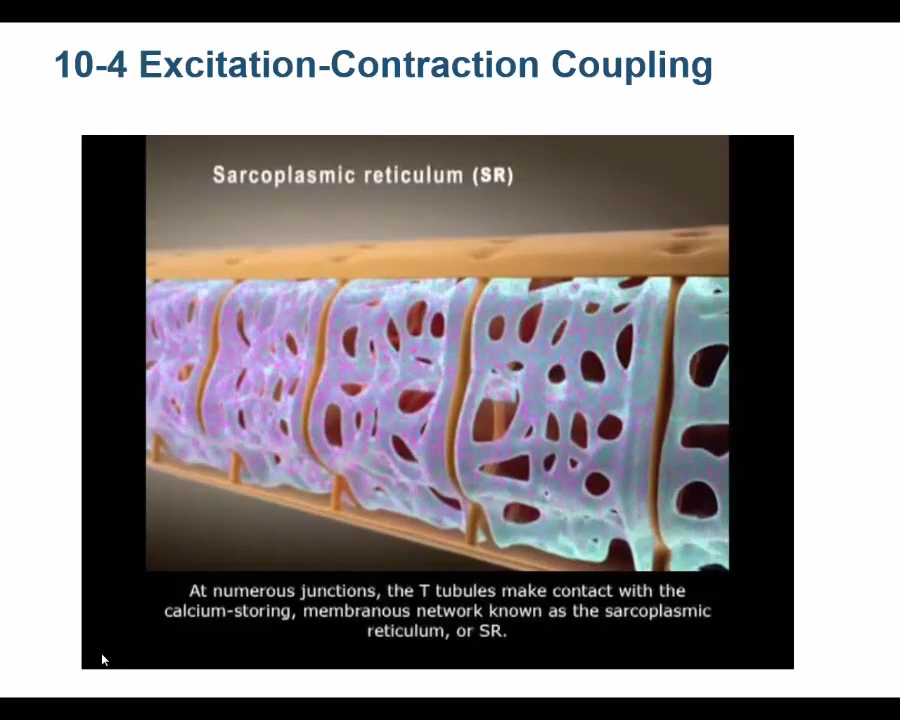 10-4 Excitation-Contraction Coupling
Sarcoplasmic reticulum (SR)
At numerous junctions, the T tubules make contact with the
calcium-storing, membranous network known as the sarcoplasmic
reticulum, or SR.